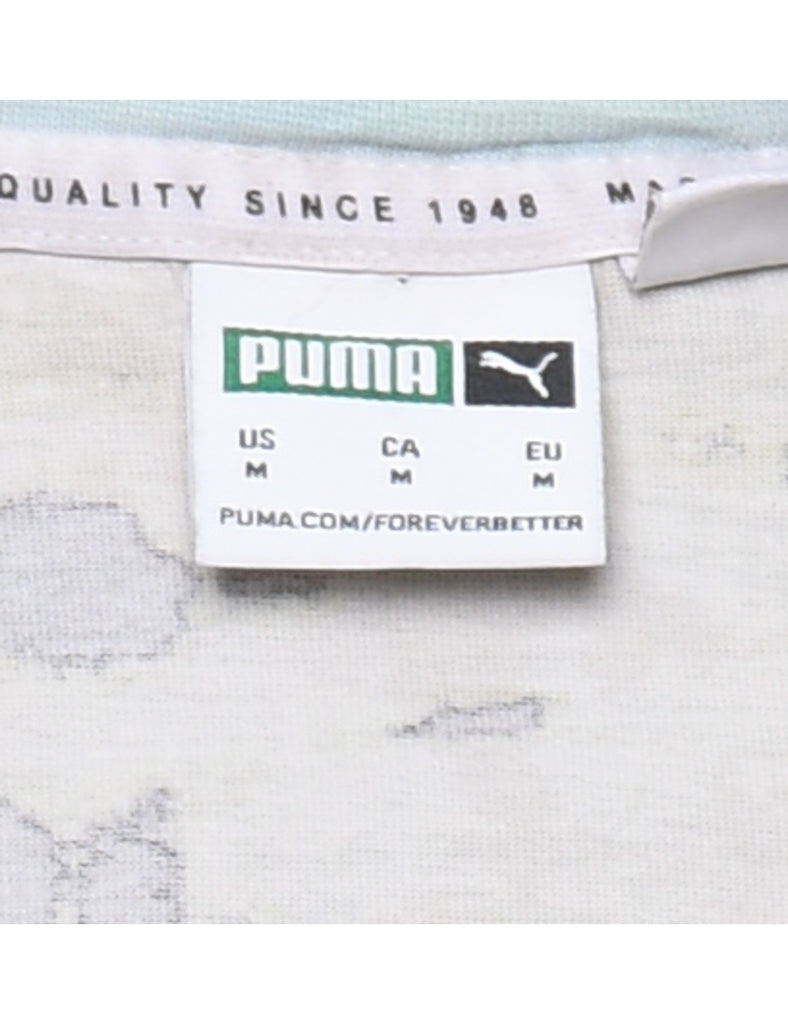 QUALITY SINCE 1948
PUMA
US CA EU
M M M
PUMA.COM/FOREVERBETTER